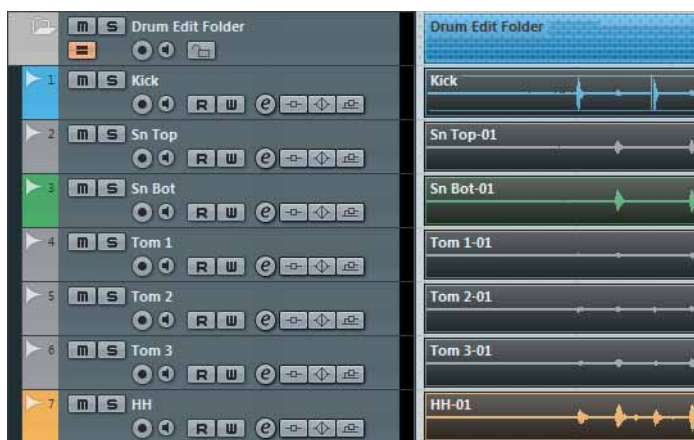 m S Drum Edit Folder
Drum Edit Folder
=
1 m S Kick
Kick
R W e
2 m S Sn Top
Sn Top-01
R W e
3 m S Sn Bot
Sn Bot-01
R W e
4 m S Tom 1
Tom 1-01
R W e
5 m S Tom 2
Tom 2-01
R W e
6 m S Tom 3
Tom 3-01
R W e
7 m S HH
HH-01
R W e